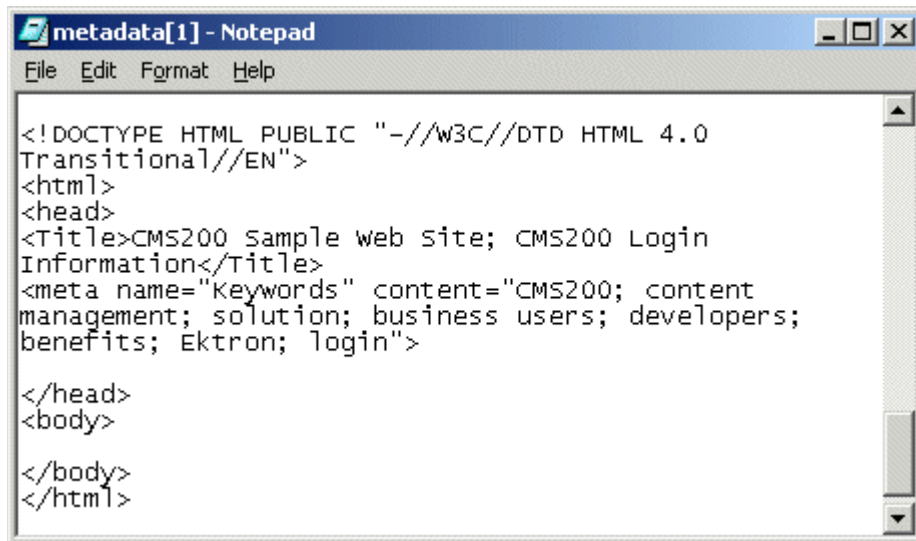 metadata[1] - Notepad
File Edit Format Help
<!DOCTYPE HTML PUBLIC "-//W3C//DTD HTML 4.0
Transitional//EN">
<html>
<head>
<Title>CMS200 Sample Web Site; CMS200 Login
Information</Title>
<meta name="Keywords" content="CMS200; content
management; solution; business users; developers;
benefits; Ektron; login">
</head>
<body>
</body>
</html>